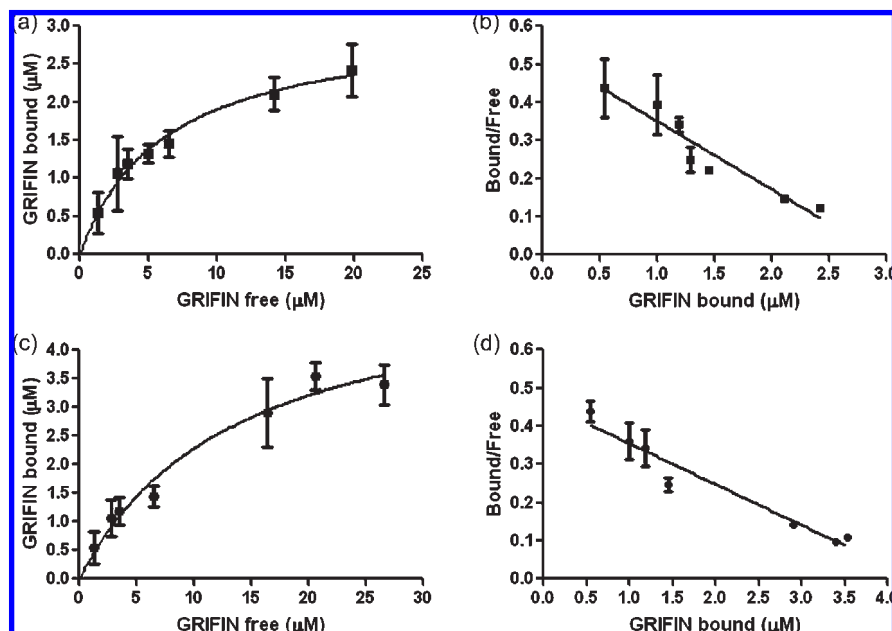 (a)
GRIFIN bound (µM)
3.0
2.5
2.0
1.5
1.0
0.5
0.0
0 5 10 15 20 25
GRIFIN free (µM)
(b)
Bound/Free
0.6
0.5
0.4
0.3
0.2
0.1
0.0
0.0 0.5 1.0 1.5 2.0 2.5 3.0
GRIFIN bound (µM)
(c)
GRIFIN bound (µM)
4.0
3.5
3.0
2.5
2.0
1.5
1.0
0.5
0.0
0 5 10 15 20 25 30
GRIFIN free (µM)
(d)
Bound/Free
0.6
0.5
0.4
0.3
0.2
0.1
0.0
0.0 0.5 1.0 1.5 2.0 2.5 3.0 3.5 4.0
GRIFIN bound (µM)